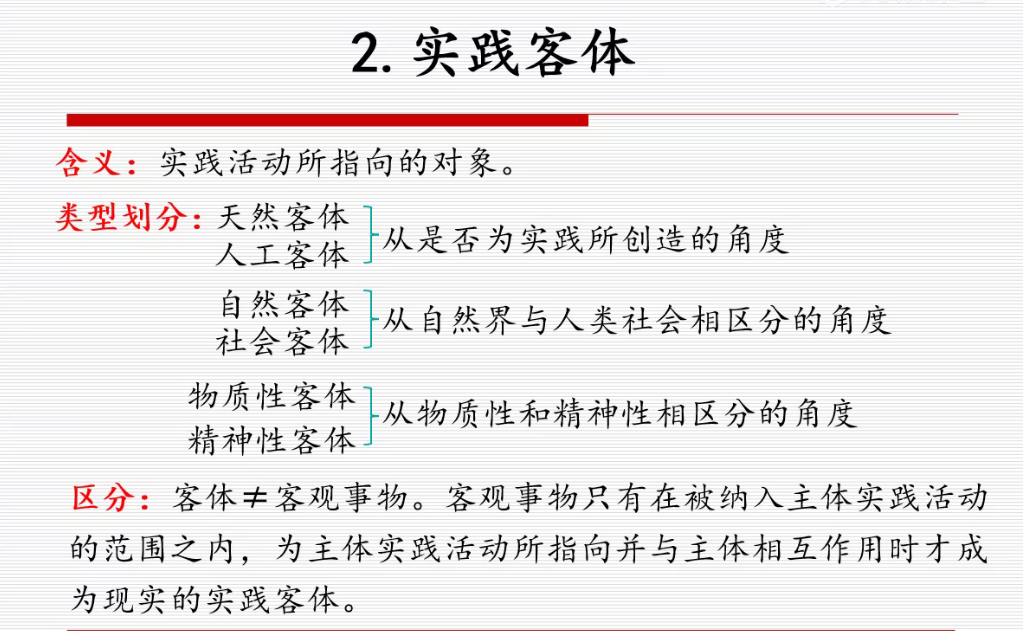 2. 实践客体
含义：实践活动所指向的对象。
类型划分：天然客体
人工客体
从是否为实践所创造的角度
自然客体
社会客体
从自然界与人类社会相区分的角度
物质性客体
精神性客体
从物质性和精神性相区分的角度
区分：客体≠客观事物。客观事物只有在被纳入主体实践活动
的范围之内，为主体实践活动所指向并与主体相互作用时才成
为现实的实践客体。